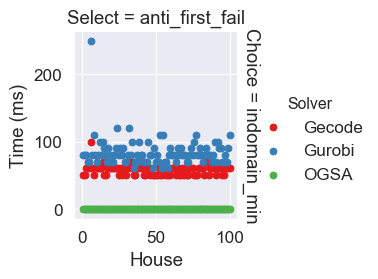 Select = anti_first_fail
Choice = indomain_min
Time (ms)
200
100
0
0
50
100
House
Solver
Gecode
Gurobi
OGSA